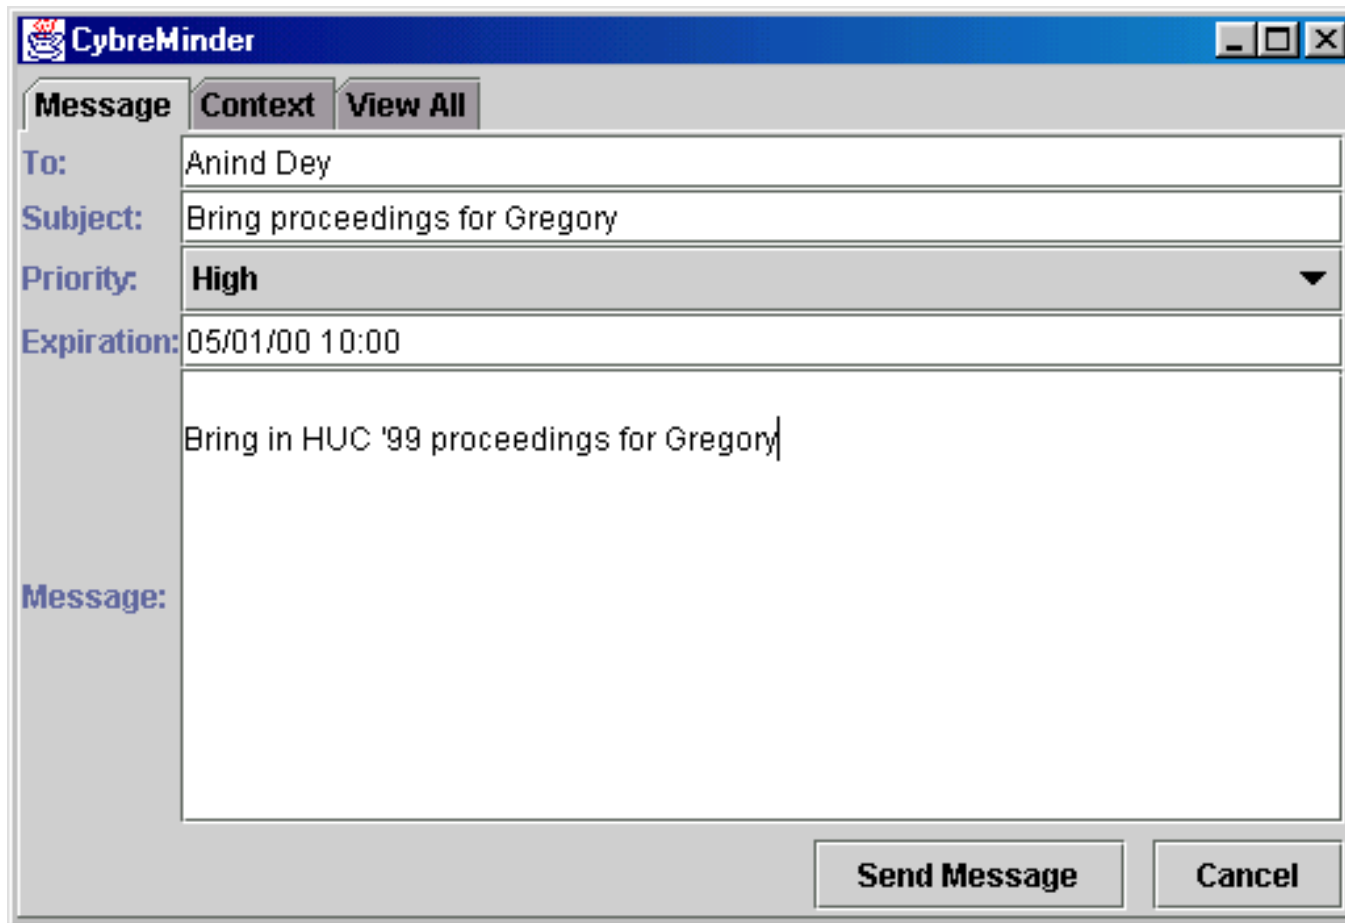 CybreMinder
Message Context View All
To: Anind Dey
Subject: Bring proceedings for Gregory
Priority: High
Expiration: 05/01/00 10:00
Bring in HUC '99 proceedings for Gregory
Message:
Send Message Cancel